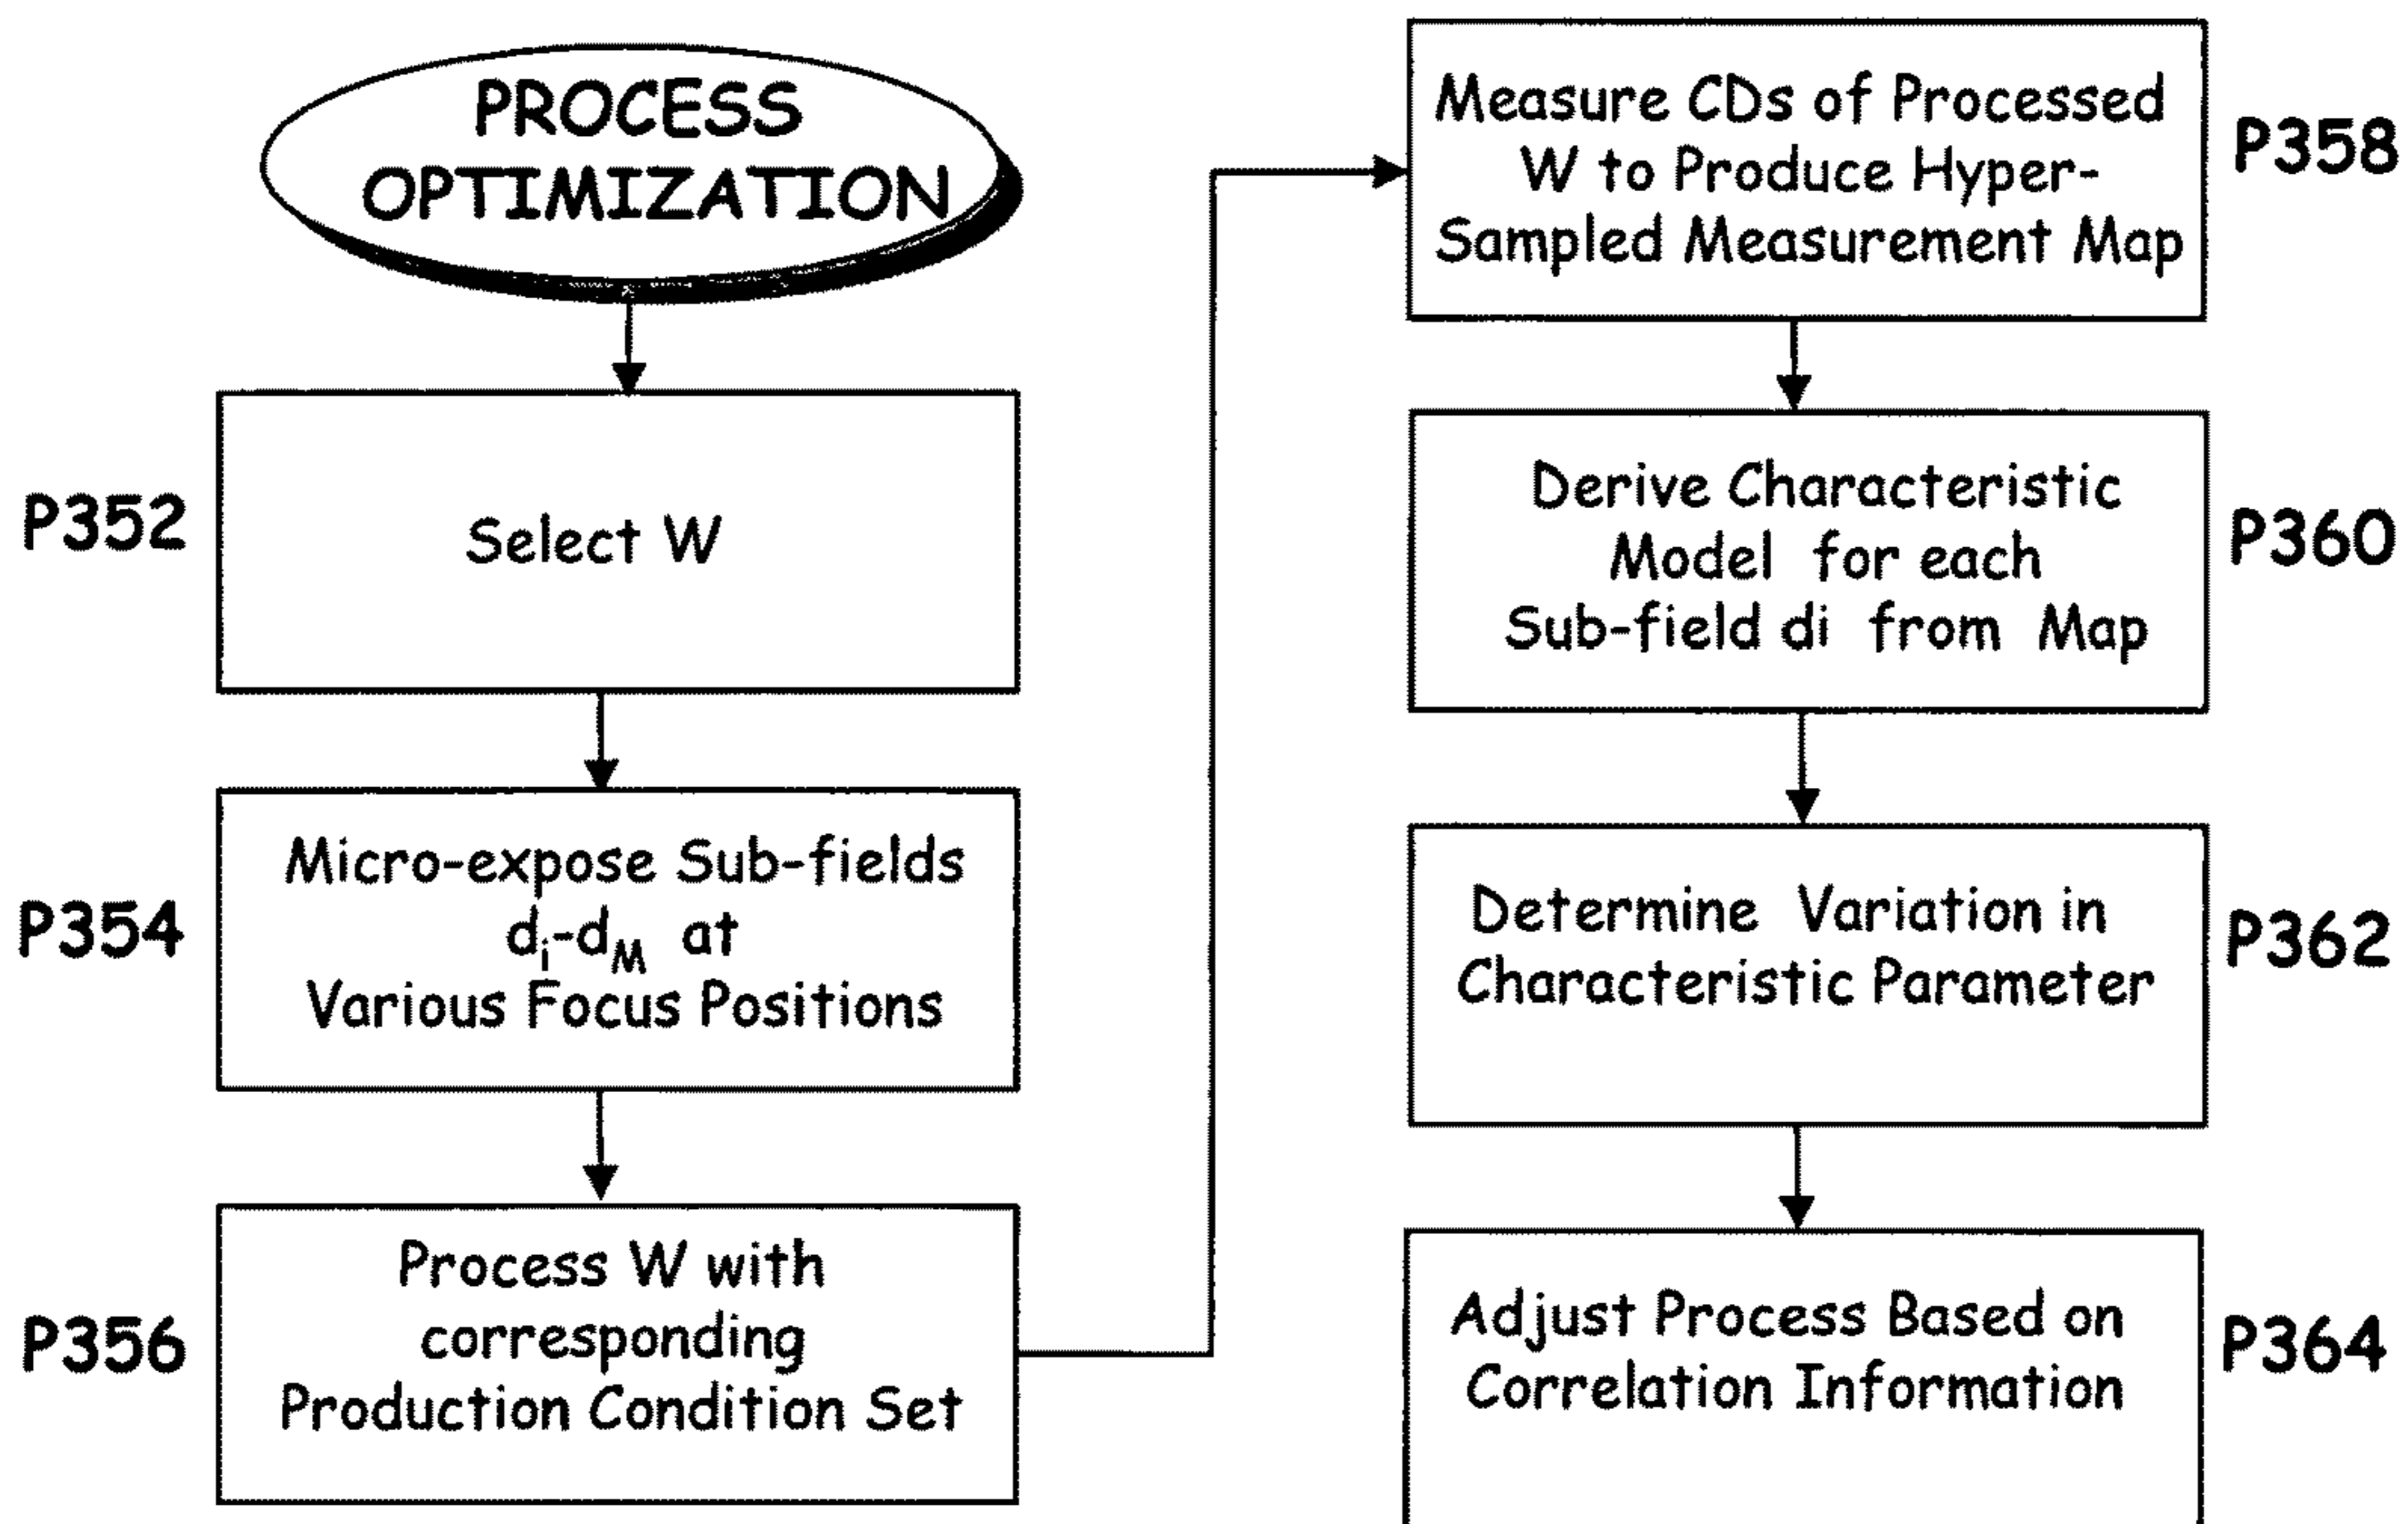 PROCESS
OPTIMIZATION
P352
Select W
P354
Micro-expose Sub-fields
di-dM at
Various Focus Positions
P356
Process W with
corresponding
Production Condition Set
Measure CDs of Processed
W to Produce Hyper-
Sampled Measurement Map
P358
Derive Characteristic
Model for each
Sub-field di from Map
P360
Determine Variation in
Characteristic Parameter
P362
Adjust Process Based on
Correlation Information
P364